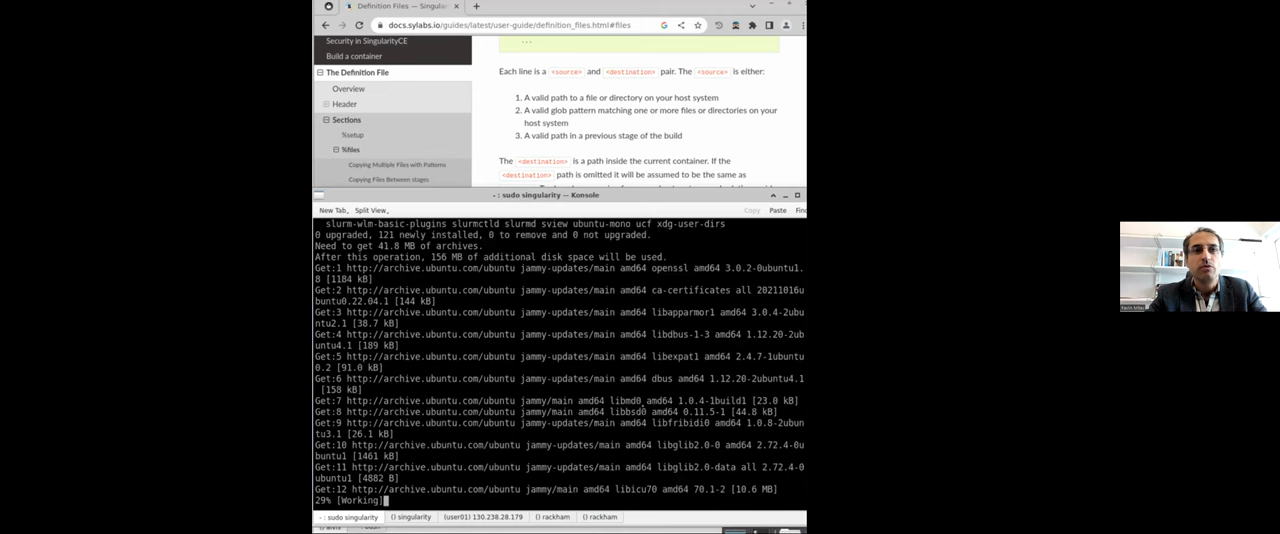 Definition Files — Singular
docs.sylabs.io/guides/latest/user-guide/definition_files.html#files
Security in SingularityCE
Build a container
The Definition File
Overview
Header
Sections
%setup
%files
Copying Multiple Files with Patterns
Copying Files Between stages
...
Each line is a <source> and <destination> pair. The <source> is either:
1. A valid path to a file or directory on your host system
2. A valid glob pattern matching one or more files or directories on your
host system
3. A valid path in a previous stage of the build
The <destination> is a path inside the current container. If the
<destination> path is omitted it will be assumed to be the same as
- : sudo singularity — Konsole
New Tab Split View Copy Paste Find
slurm-wlm-basic-plugins slurmctld slurmd sview ubuntu-mono ucf xdg-user-dirs
0 upgraded, 121 newly installed, 0 to remove and 0 not upgraded.
Need to get 41.8 MB of archives.
After this operation, 156 MB of additional disk space will be used.
Get:1 http://archive.ubuntu.com/ubuntu jammy-updates/main amd64 openssl amd64 3.0.2-0ubuntu1.
8 [1184 kB]
Get:2 http://archive.ubuntu.com/ubuntu jammy-updates/main amd64 ca-certificates all 20211016u
buntu0.22.04.1 [144 kB]
Get:3 http://archive.ubuntu.com/ubuntu jammy-updates/main amd64 libapparmor1 amd64 3.0.4-2ubu
ntu2.1 [38.7 kB]
Get:4 http://archive.ubuntu.com/ubuntu jammy-updates/main amd64 libdbus-1-3 amd64 1.12.20-2ub
untu4.1 [189 kB]
Get:5 http://archive.ubuntu.com/ubuntu jammy-updates/main amd64 libexpat1 amd64 2.4.7-1ubuntu
0.2 [91.0 kB]
Get:6 http://archive.ubuntu.com/ubuntu jammy-updates/main amd64 dbus amd64 1.12.20-2ubuntu4.1
[158 kB]
Get:7 http://archive.ubuntu.com/ubuntu jammy/main amd64 libmd0 amd64 1.0.4-1build1 [23.0 kB]
Get:8 http://archive.ubuntu.com/ubuntu jammy/main amd64 libbsd0 amd64 0.11.5-1 [44.8 kB]
Get:9 http://archive.ubuntu.com/ubuntu jammy-updates/main amd64 libfribidi0 amd64 1.0.8-2ubun
tu3.1 [26.1 kB]
Get:10 http://archive.ubuntu.com/ubuntu jammy-updates/main amd64 libglib2.0-0 amd64 2.72.4-0u
buntu1 [1461 kB]
Get:11 http://archive.ubuntu.com/ubuntu jammy-updates/main amd64 libglib2.0-data all 2.72.4-0
ubuntu1 [4882 B]
Get:12 http://archive.ubuntu.com/ubuntu jammy/main amd64 libicu70 amd64 70.1-2 [10.6 MB]
29% [Working]
- : sudo singularity () singularity (user01) 130.238.28.179 () rackham () rackham